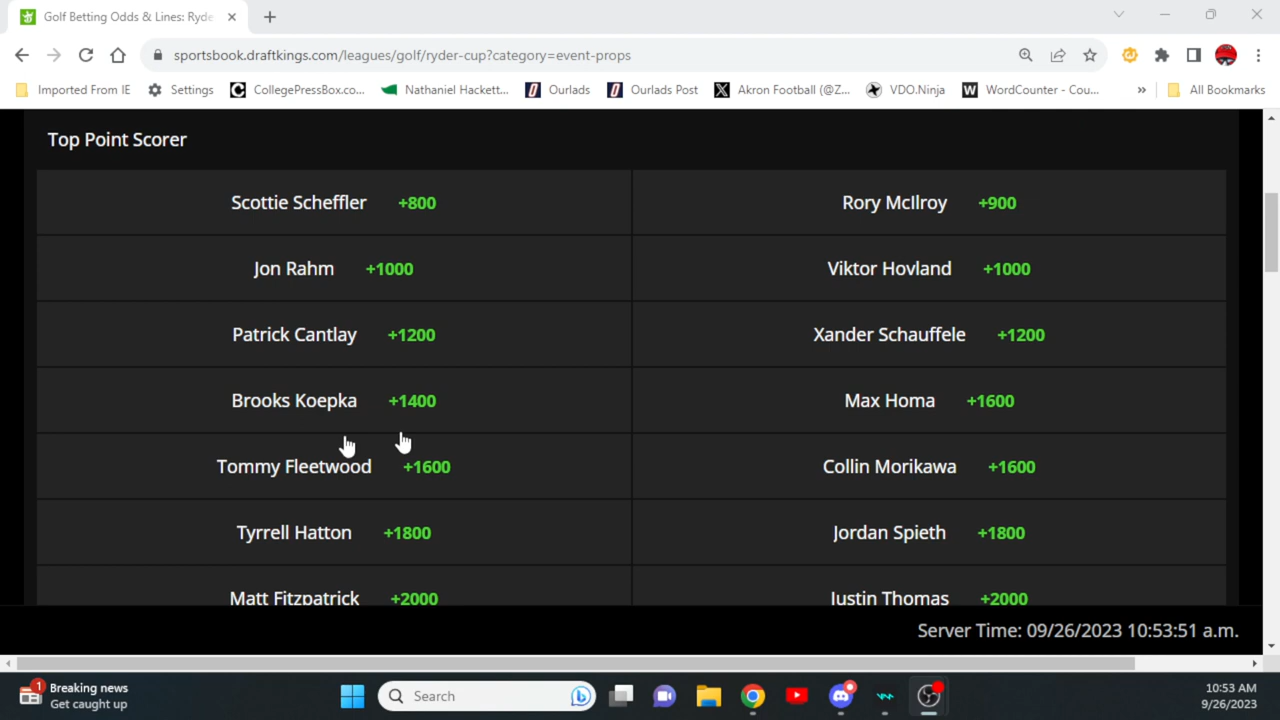 Golf Betting Odds & Lines: Ryde
sportsbook.draftkings.com/leagues/golf/ryder-cup?category=event-props
Imported From IE Settings CollegePressBox.co... Nathaniel Hackett... Ourlads Ourlads Post Akron Football (@Z... VDO.Ninja WordCounter - Cou... » All Bookmarks
Top Point Scorer
Scottie Scheffler +800 Rory McIlroy +900
Jon Rahm +1000 Viktor Hovland +1000
Patrick Cantlay +1200 Xander Schauffele +1200
Brooks Koepka +1400 Max Homa +1600
Tommy Fleetwood +1600 Collin Morikawa +1600
Tyrrell Hatton +1800 Jordan Spieth +1800
Matt Fitzpatrick +2000 Justin Thomas +2000
Server Time: 09/26/2023 10:53:51 a.m.
1 Breaking news
Get caught up
Search
10:53 AM
9/26/2023